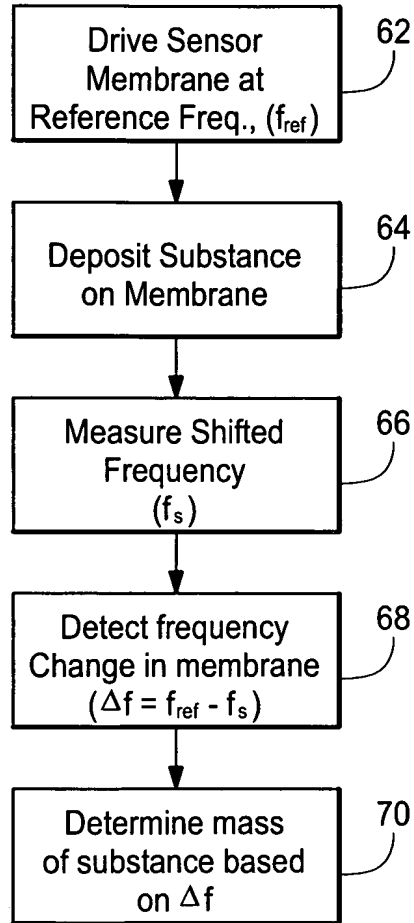 Drive Sensor
Membrane at
Reference Freq., (fref)
62
Deposit Substance
on Membrane
64
Measure Shifted
Frequency
(fs)
66
Detect frequency
Change in membrane
(Δf = fref - fs)
68
Determine mass
of substance based
on Δf
70